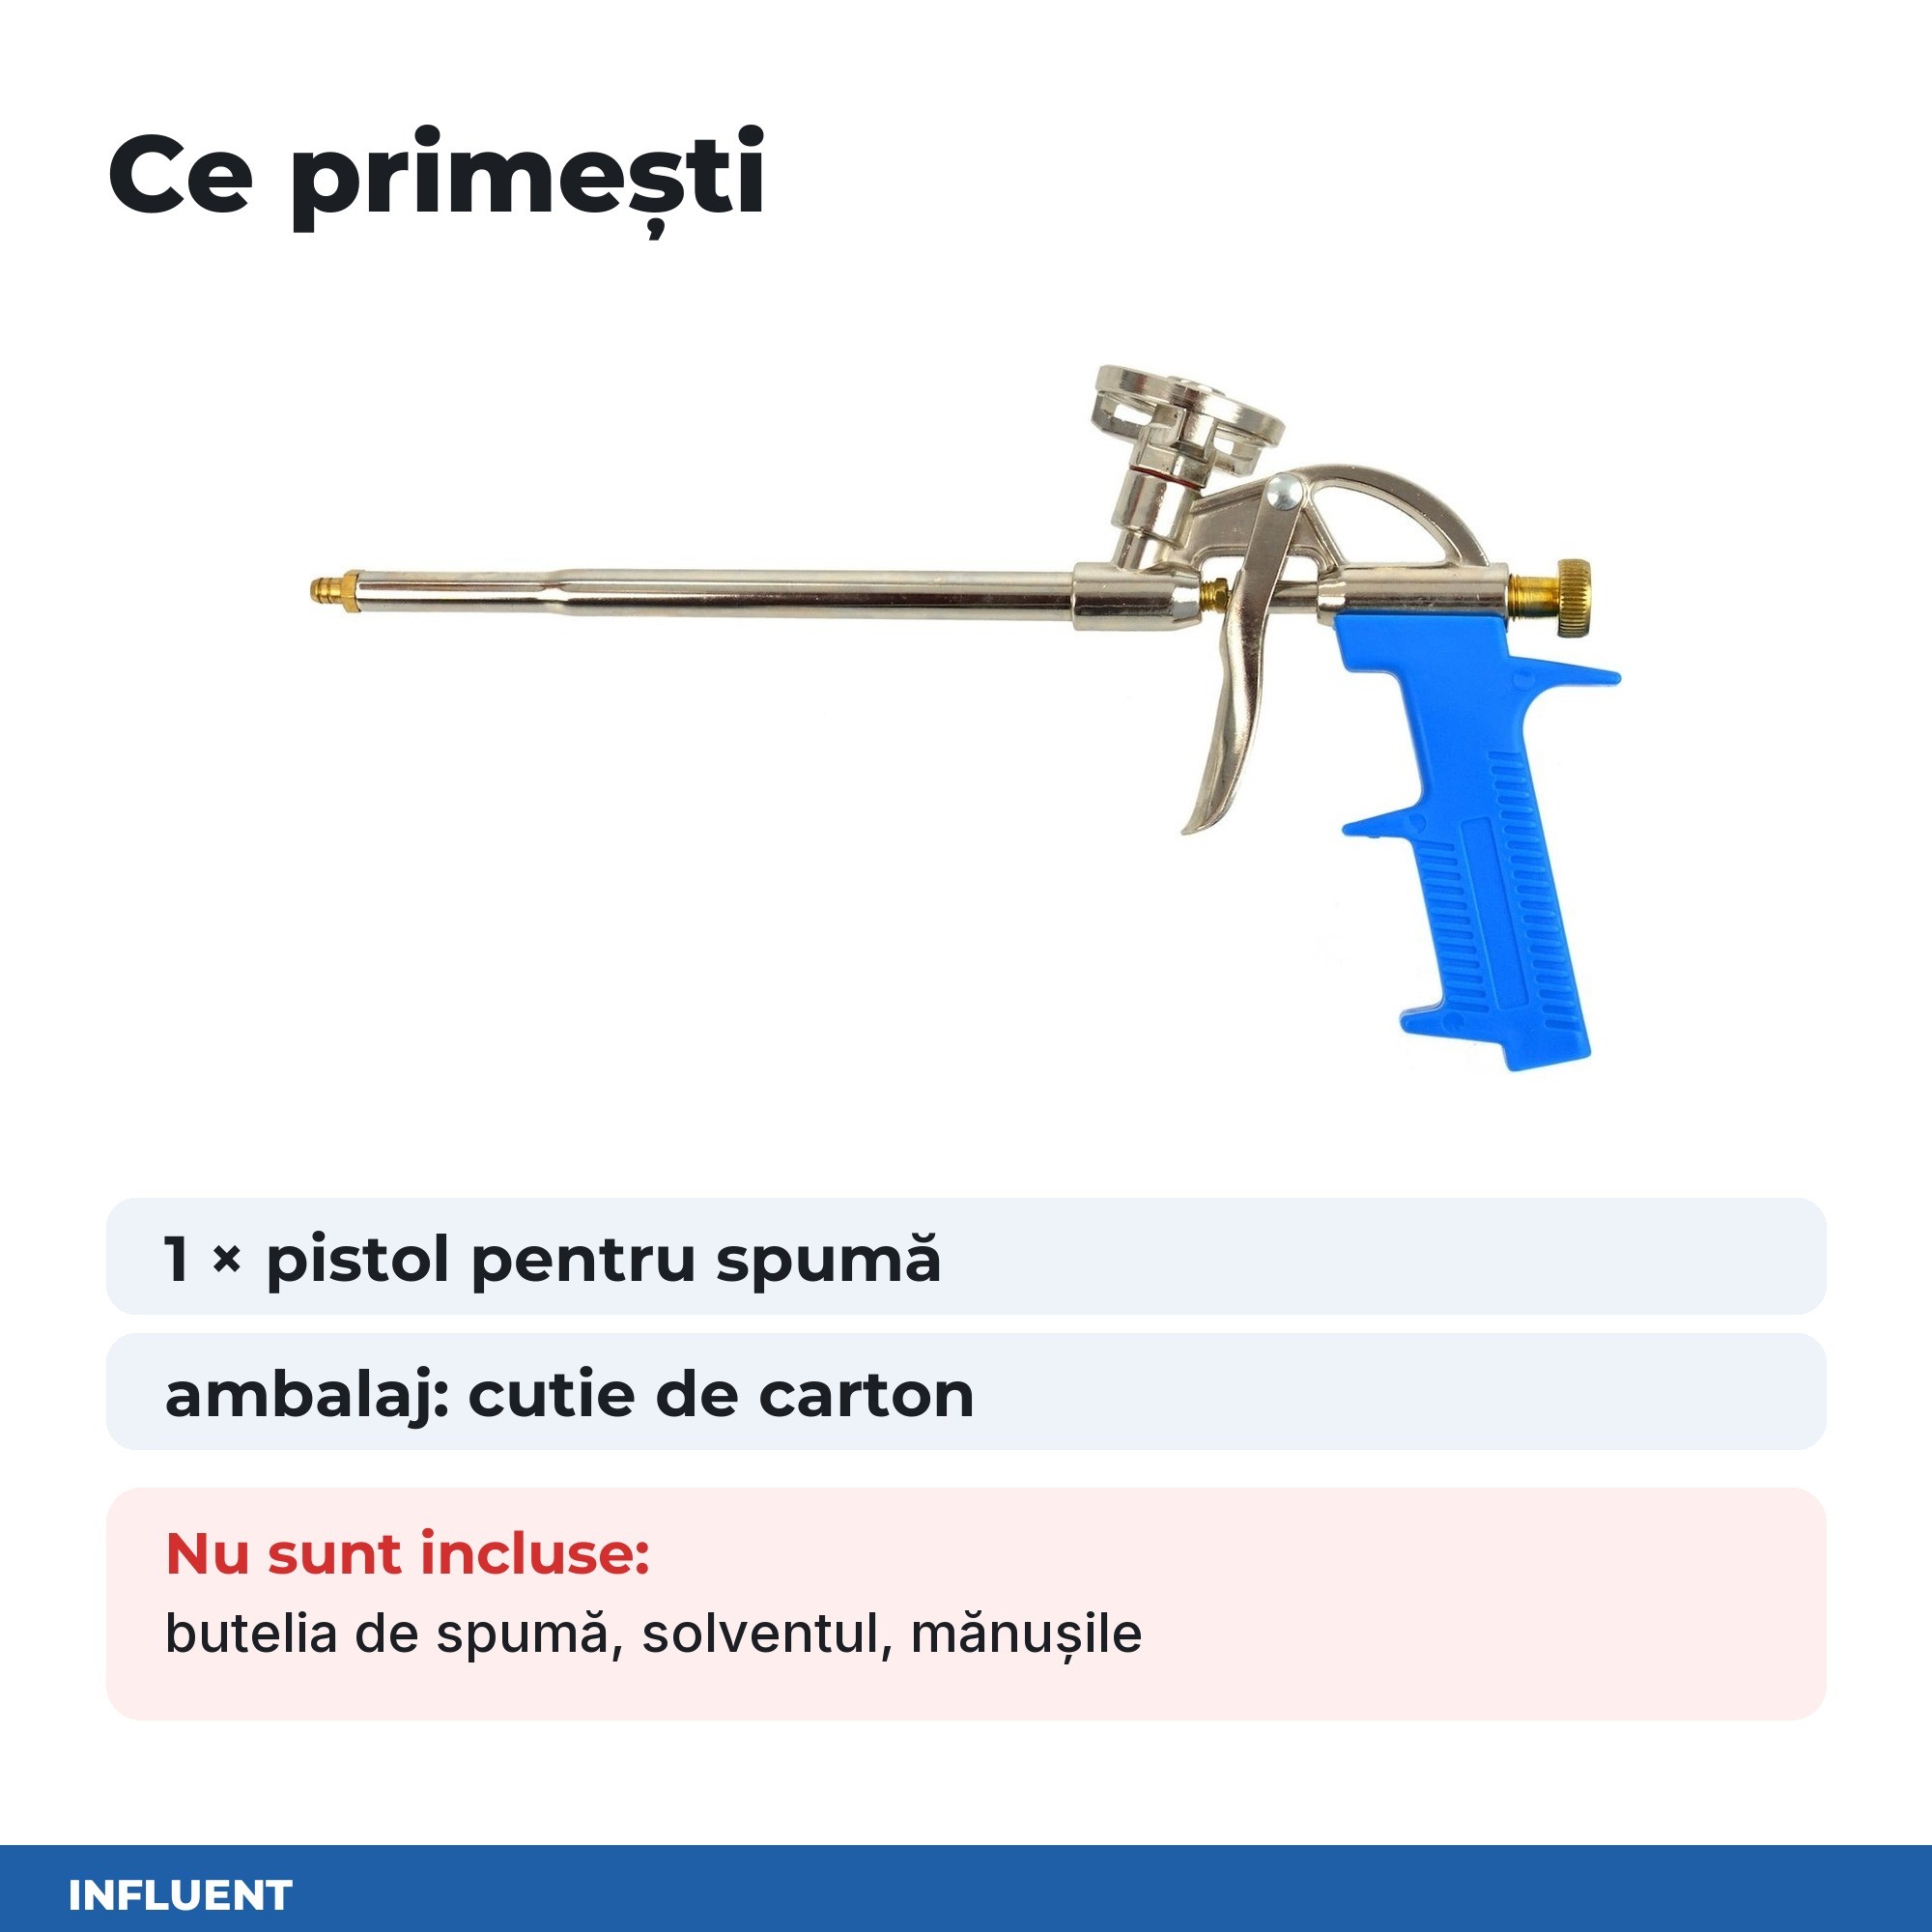 Ce primești
1 × pistol pentru spumă
ambalaj: cutie de carton
Nu sunt incluse:
butelia de spumă, solventul, mănușile
INFLUENT